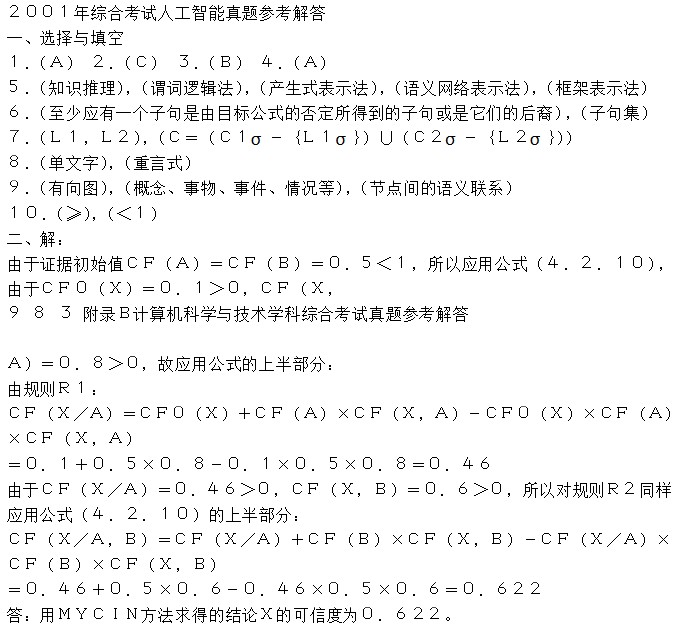 ２００１年综合考试人工智能真题参考解答
一、选择与填空
１．（Ａ） ２．（Ｃ） ３．（Ｂ） ４．（Ａ）
５．（知识推理），（谓词逻辑法），（产生式表示法），（语义网络表示法），（框架表示法）
６．（至少应有一个子句是由目标公式的否定所得到的子句或是它们的后裔），（子句集）
７．（Ｌ１，Ｌ２），（Ｃ＝（Ｃ１σ－｛Ｌ１σ｝）∪（Ｃ２σ－｛Ｌ２σ｝））
８．（单文字），（重言式）
９．（有向图），（概念、事物、事件、情况等），（节点间的语义联系）
１０．（≥），（＜１）
二、解：
由于证据初始值ＣＦ（Ａ）＝ＣＦ（Ｂ）＝０．５＜１，所以应用公式（４．２．１０），
由于ＣＦ０（Ｘ）＝０．１＞０，ＣＦ（Ｘ，
９８３ 附录Ｂ计算机科学与技术学科综合考试真题参考解答
Ａ）＝０．８＞０，故应用公式的上半部分：
由规则Ｒ１：
ＣＦ（Ｘ／Ａ）＝ＣＦ０（Ｘ）＋ＣＦ（Ａ）×ＣＦ（Ｘ，Ａ）－ＣＦ０（Ｘ）×ＣＦ（Ａ）
×ＣＦ（Ｘ，Ａ）
＝０．１＋０．５×０．８－０．１×０．５×０．８＝０．４６
由于ＣＦ（Ｘ／Ａ）＝０．４６＞０，ＣＦ（Ｘ，Ｂ）＝０．６＞０，所以对规则Ｒ２同样
应用公式（４．２．１０）的上半部分：
ＣＦ（Ｘ／Ａ，Ｂ）＝ＣＦ（Ｘ／Ａ）＋ＣＦ（Ｂ）×ＣＦ（Ｘ，Ｂ）－ＣＦ（Ｘ／Ａ）×
ＣＦ（Ｂ）×ＣＦ（Ｘ，Ｂ）
＝０．４６＋０．５×０．６－０．４６×０．５×０．６＝０．６２２
答：用ＭＹＣＩＮ方法求得的结论Ｘ的可信度为０．６２２。